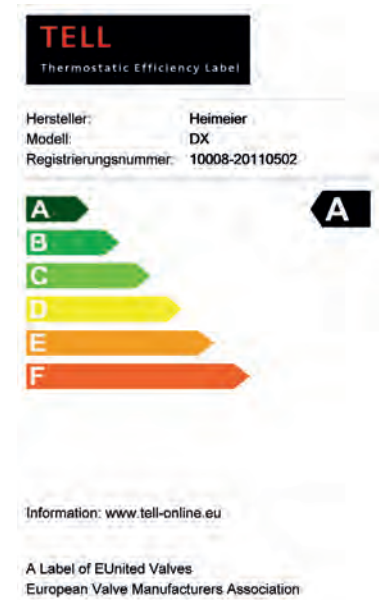 TELL
Thermostatic Efficiency Label
Hersteller: Heimeier
Modell: DX
Registrierungsnummer: 10008-20110502
A A
B
C
D
E
F
Information: www.tell-online.eu
A Label of EUnited Valves
European Valve Manufacturers Association